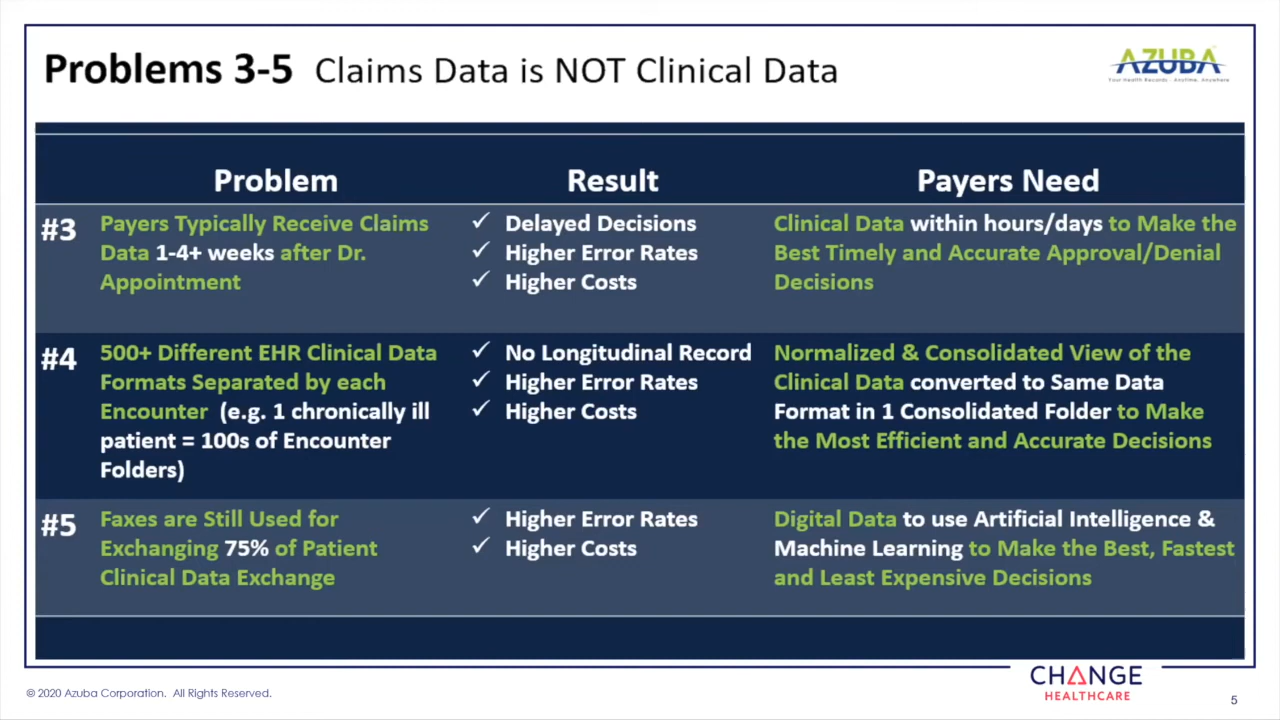 Problems 3-5 Claims Data is NOT Clinical Data
AZUBA
Your Health Records - Anytime, Anywhere
Problem Result Payers Need
#3
Payers Typically Receive Claims
Data 1-4+ weeks after Dr.
Appointment
✓ Delayed Decisions
✓ Higher Error Rates
✓ Higher Costs
Clinical Data within hours/days to Make the
Best Timely and Accurate Approval/Denial
Decisions
#4
500+ Different EHR Clinical Data
Formats Separated by each
Encounter (e.g. 1 chronically ill
patient = 100s of Encounter
Folders)
✓ No Longitudinal Record
✓ Higher Error Rates
✓ Higher Costs
Normalized & Consolidated View of the
Clinical Data converted to Same Data
Format in 1 Consolidated Folder to Make
the Most Efficient and Accurate Decisions
#5
Faxes are Still Used for
Exchanging 75% of Patient
Clinical Data Exchange
✓ Higher Error Rates
✓ Higher Costs
Digital Data to use Artificial Intelligence &
Machine Learning to Make the Best, Fastest
and Least Expensive Decisions
© 2020 Azuba Corporation. All Rights Reserved.
CHANGE
HEALTHCARE
5